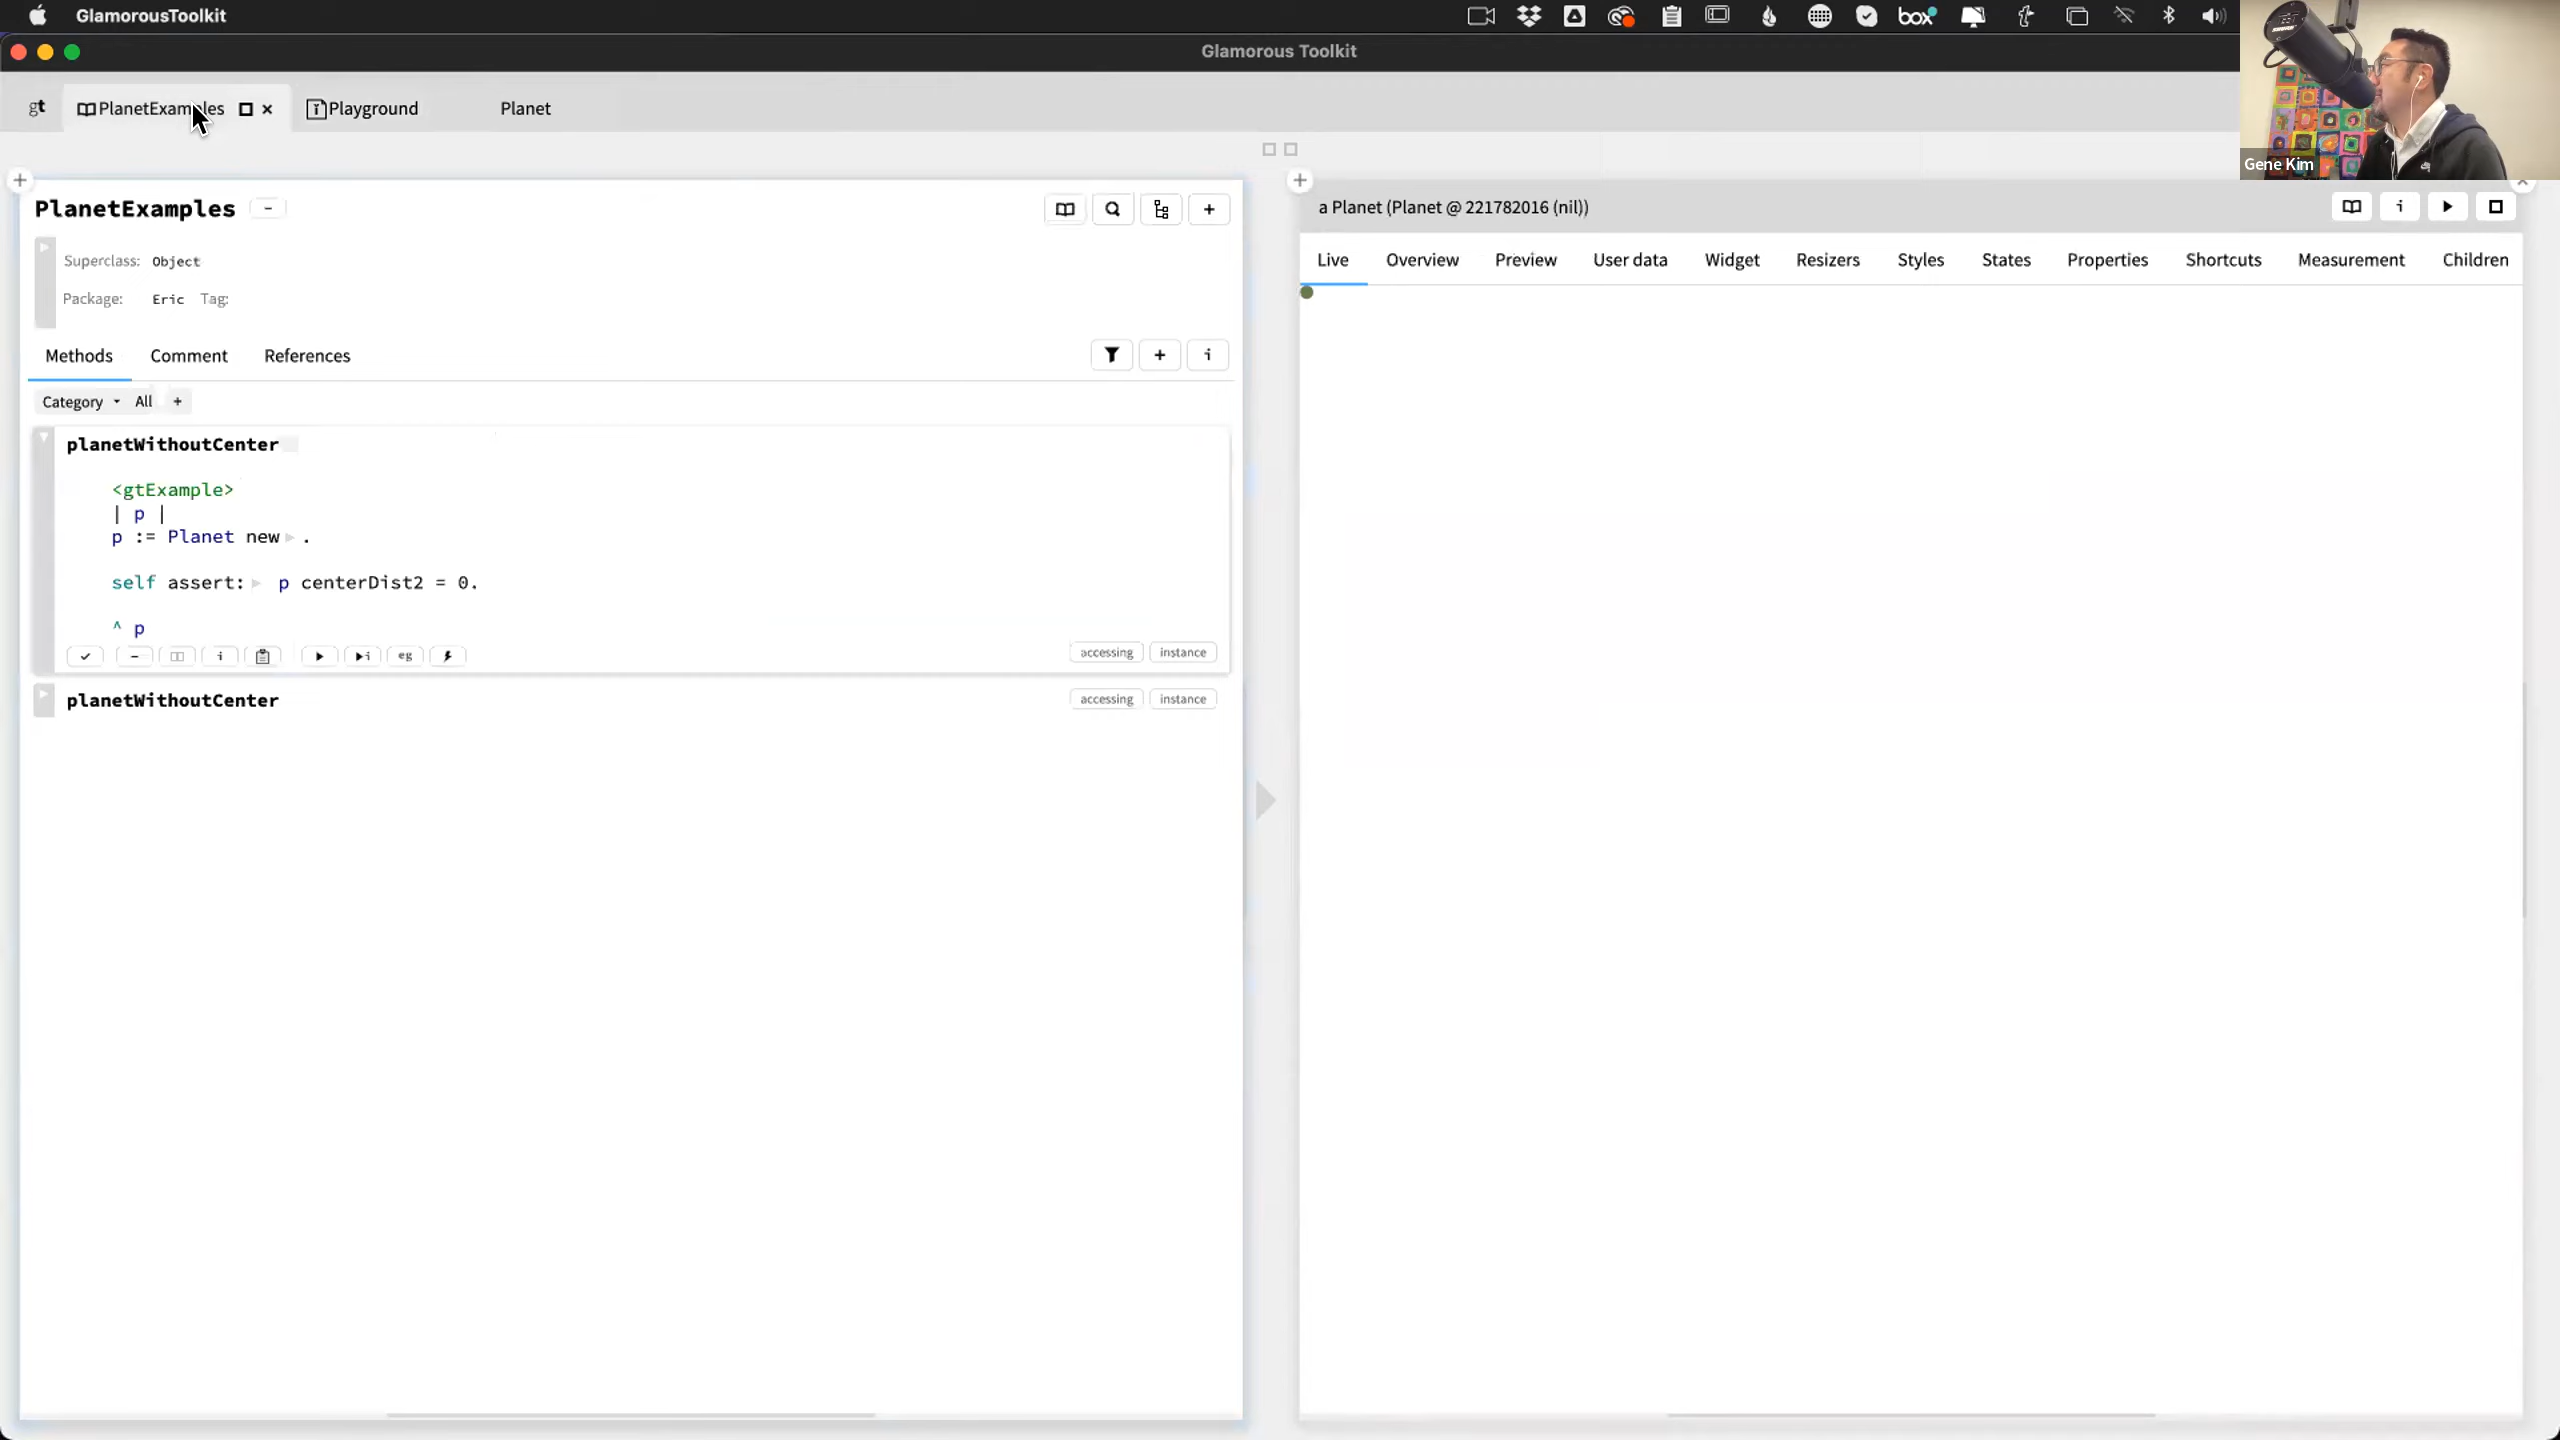 GlamorousToolkit
box
Glamorous Toolkit
gt PlanetExamples Playground Planet
Gene Kim
PlanetExamples
Superclass: Object
Package: Eric Tag:
Methods Comment References
Category All +
planetWithoutCenter
<gtExample>
| p |
p := Planet new .
self assert: p centerDist2 = 0.
^ p
i eg accessing instance
planetWithoutCenter accessing instance
a Planet (Planet @ 221782016 (nil))
Live Overview Preview User data Widget Resizers Styles States Properties Shortcuts Measurement Children